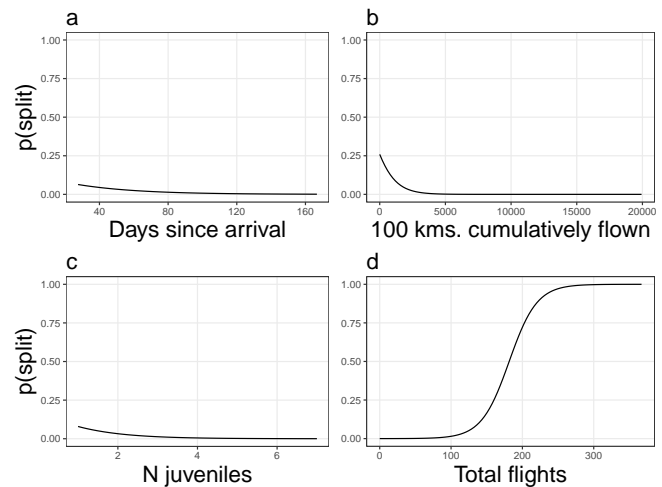 a
b
1.00
0.75
0.50
0.25
0.00
p(split)
40 80 120 160
Days since arrival
1.00
0.75
0.50
0.25
0.00
0 5000 10000 15000 20000
100 kms. cumulatively flown
c
d
1.00
0.75
0.50
0.25
0.00
p(split)
2 4 6
N juveniles
1.00
0.75
0.50
0.25
0.00
0 100 200 300
Total flights